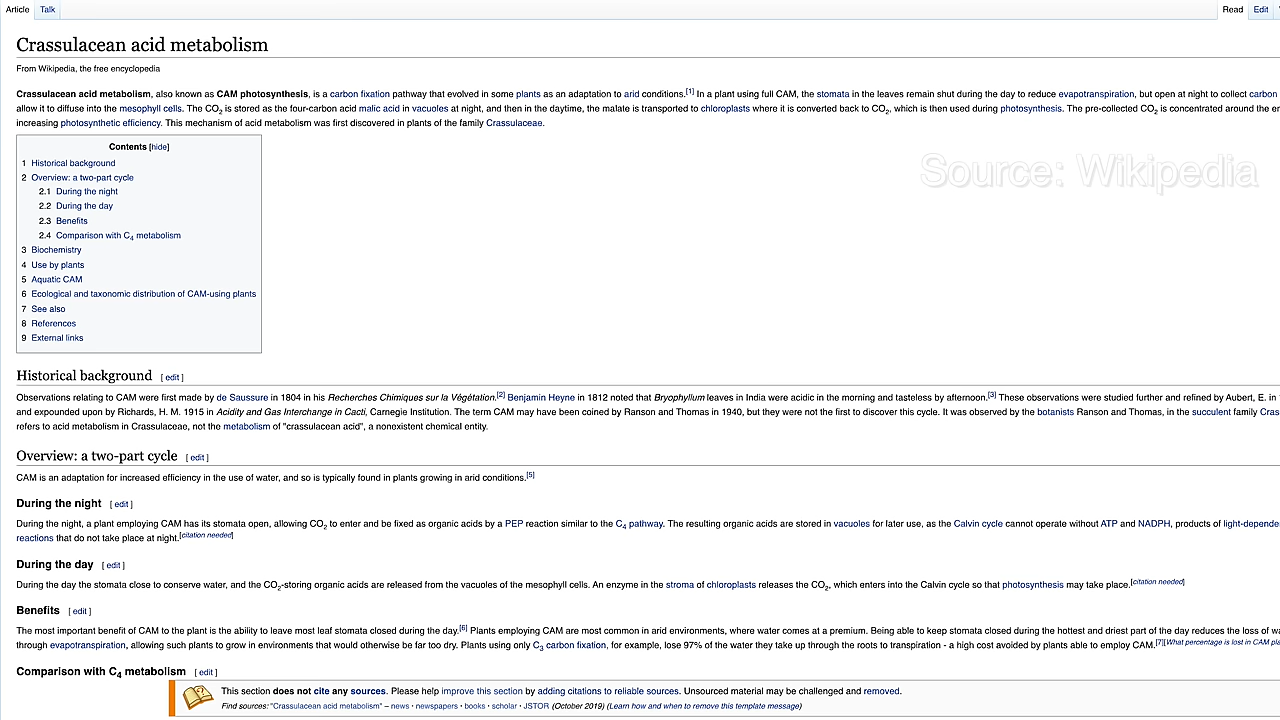 Article Talk Read Edit
Crassulacean acid metabolism
From Wikipedia, the free encyclopedia
Crassulacean acid metabolism, also known as CAM photosynthesis, is a carbon fixation pathway that evolved in some plants as an adaptation to arid conditions.[1] In a plant using full CAM, the stomata in the leaves remain shut during the day to reduce evapotranspiration, but open at night to collect carbon
allow it to diffuse into the mesophyll cells. The CO2 is stored as the four-carbon acid malic acid in vacuoles at night, and then in the daytime, the malate is transported to chloroplasts where it is converted back to CO2, which is then used during photosynthesis. The pre-collected CO2 is concentrated around the
increasing photosynthetic efficiency. This mechanism of acid metabolism was first discovered in plants of the family Crassulaceae.
Contents [hide]
Source: Wikipedia
1 Historical background
2 Overview: a two-part cycle
2.1 During the night
2.2 During the day
2.3 Benefits
2.4 Comparison with C4 metabolism
3 Biochemistry
4 Use by plants
5 Aquatic CAM
6 Ecological and taxonomic distribution of CAM-using plants
7 See also
8 References
9 External links
Historical background [ edit ]
Observations relating to CAM were first made by de Saussure in 1804 in his Recherches Chimiques sur la Végétation.[2] Benjamin Heyne in 1812 noted that Bryophyllum leaves in India were acidic in the morning and tasteless by afternoon.[3] These observations were studied further and refined by Aubert, E. in
and expounded upon by Richards, H. M. 1915 in Acidity and Gas Interchange in Cacti, Carnegie Institution. The term CAM may have been coined by Ranson and Thomas in 1940, but they were not the first to discover this cycle. It was observed by the botanists Ranson and Thomas, in the succulent family
refers to acid metabolism in Crassulaceae, not the metabolism of "crassulacean acid", a nonexistent chemical entity.
Overview: a two-part cycle [ edit ]
CAM is an adaptation for increased efficiency in the use of water, and so is typically found in plants growing in arid conditions.[5]
During the night [ edit ]
During the night, a plant employing CAM has its stomata open, allowing CO2 to enter and be fixed as organic acids by a PEP reaction similar to the C4 pathway. The resulting organic acids are stored in vacuoles for later use, as the Calvin cycle cannot operate without ATP and NADPH, products of
reactions that do not take place at night.[citation needed]
During the day [ edit ]
During the day the stomata close to conserve water, and the CO2-storing organic acids are released from the vacuoles of the mesophyll cells. An enzyme in the stroma of chloroplasts releases the CO2, which enters into the Calvin cycle so that photosynthesis may take place.[citation needed]
Benefits [ edit ]
The most important benefit of CAM to the plant is the ability to leave most leaf stomata closed during the day.[6] Plants employing CAM are most common in arid environments, where water comes at a premium. Being able to keep stomata closed during the hottest and driest part of the day reduces the loss of
through evapotranspiration, allowing such plants to grow in environments that would otherwise be far too dry. Plants using only C3 carbon fixation, for example, lose 97% of the water they take up through the roots to transpiration - a high cost avoided by plants able to employ CAM.[7][What percentage is lost in CAM
Comparison with C4 metabolism [ edit ]
This section does not cite any sources. Please help improve this section by adding citations to reliable sources. Unsourced material may be challenged and removed.
Find sources: "Crassulacean acid metabolism" – news · newspapers · books · scholar · JSTOR (October 2019) (Learn how and when to remove this template message)